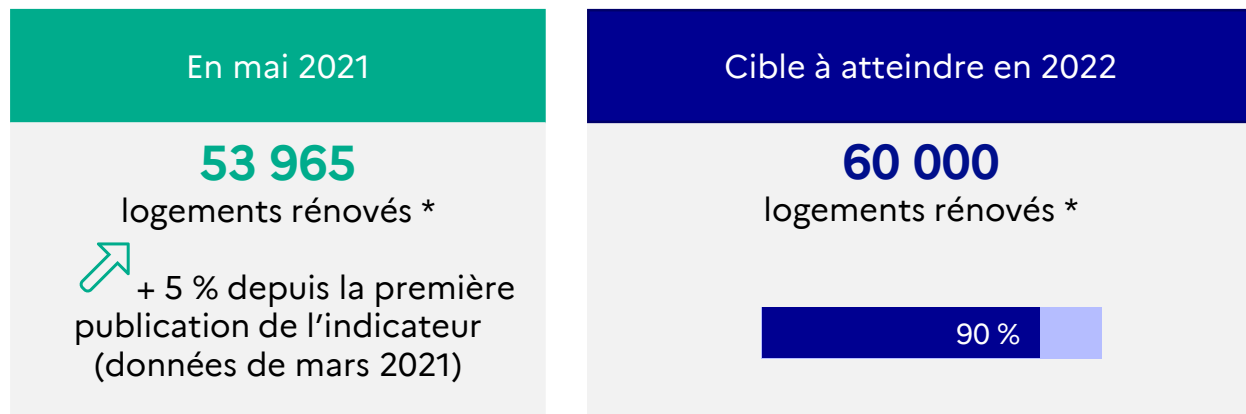 En mai 2021
53 965
logements rénovés *
+ 5 % depuis la première
publication de l’indicateur
(données de mars 2021)
Cible à atteindre en 2022
60 000
logements rénovés *
90 %